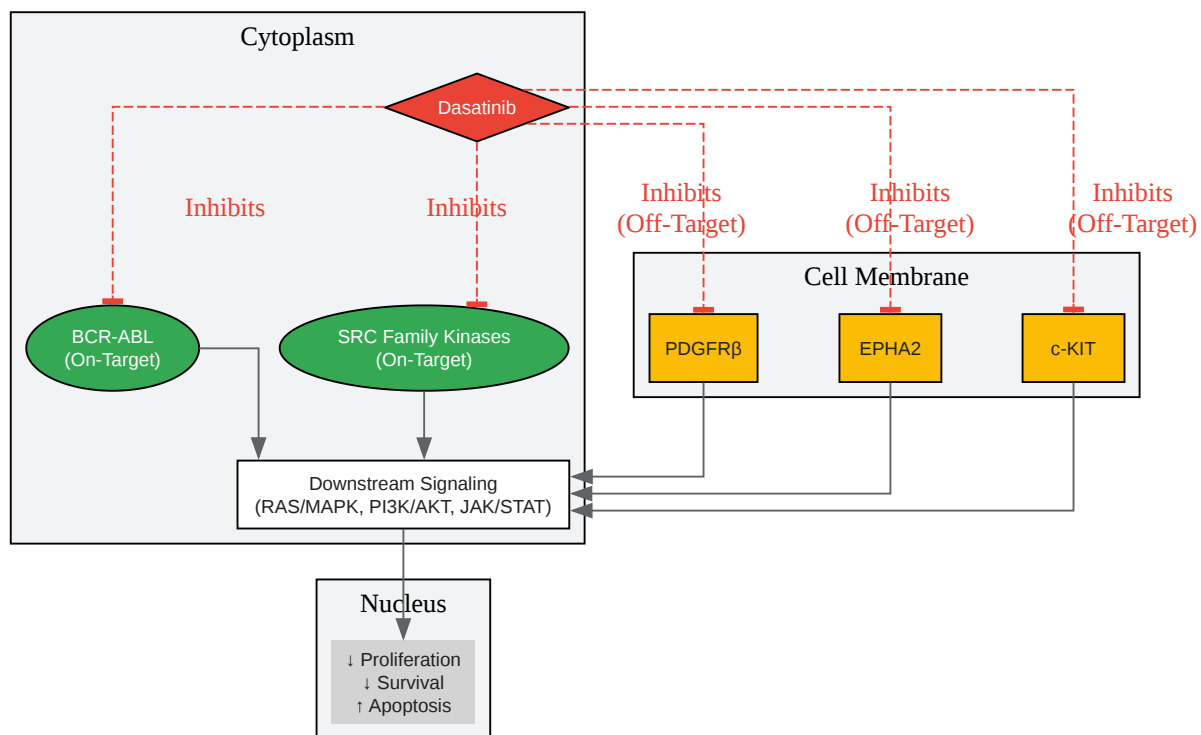 Cytoplasm
Dasatinib
Inhibits
Inhibits
Inhibits
(Off-Target)
Inhibits
(Off-Target)
Inhibits
(Off-Target)
Cell Membrane
BCR-ABL
(On-Target)
SRC Family Kinases
(On-Target)
PDGFRβ
EPHA2
c-KIT
Downstream Signaling
(RAS/MAPK, PI3K/AKT, JAK/STAT)
Nucleus
↓ Proliferation
↓ Survival
↑ Apoptosis